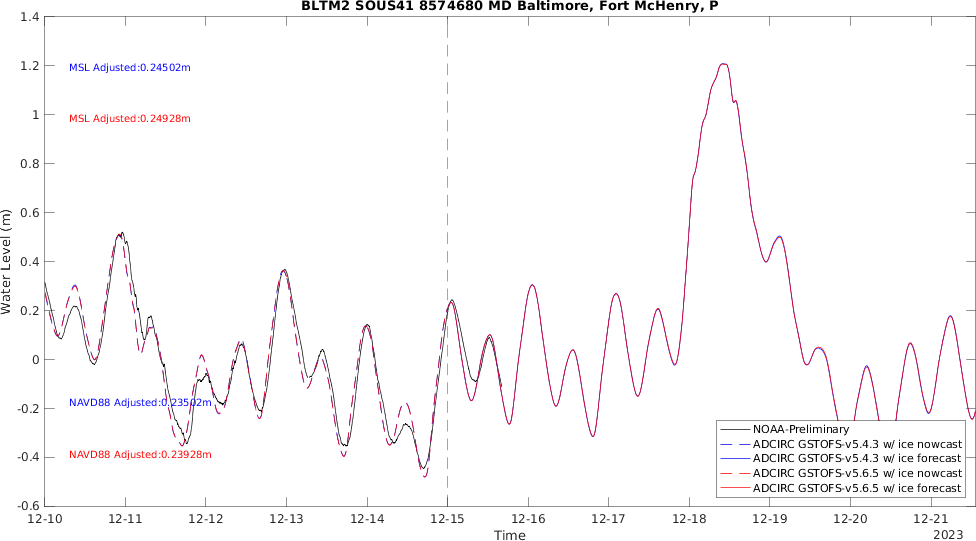 BLTM2 SOUS41 8574680 MD Baltimore, Fort McHenry, P
1.4
1.2
1
0.8
0.6
0.4
0.2
0
-0.2
-0.4
-0.6
Water Level (m)
MSL Adjusted:0.24502m
MSL Adjusted:0.24928m
NAVD88 Adjusted:0.23502m
NAVD88 Adjusted:0.23928m
NOAA-Preliminary
ADCIRC GSTOFS-v5.4.3 w/ ice nowcast
ADCIRC GSTOFS-v5.4.3 w/ ice forecast
ADCIRC GSTOFS-v5.6.5 w/ ice nowcast
ADCIRC GSTOFS-v5.6.5 w/ ice forecast
12-10 12-11 12-12 12-13 12-14 12-15 12-16 12-17 12-18 12-19 12-20 12-21
Time
2023